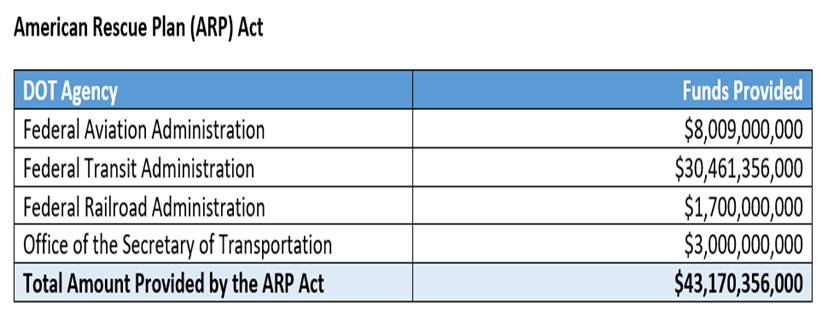 American Rescue Plan (ARP) Act
DOT Agency Funds Provided
Federal Aviation Administration $8,009,000,000
Federal Transit Administration $30,461,356,000
Federal Railroad Administration $1,700,000,000
Office of the Secretary of Transportation $3,000,000,000
Total Amount Provided by the ARP Act $43,170,356,000